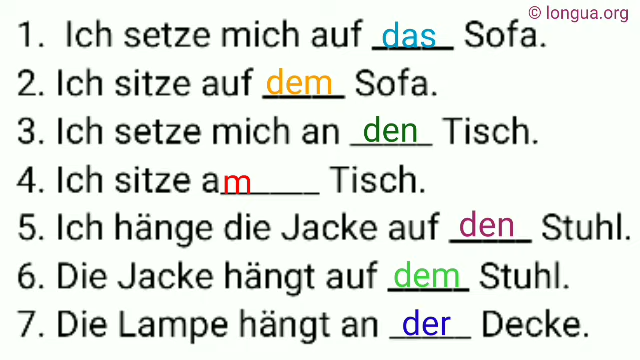 © longua.org
1. Ich setze mich auf das Sofa.
2. Ich sitze auf dem Sofa.
3. Ich setze mich an den Tisch.
4. Ich sitze am Tisch.
5. Ich hänge die Jacke auf den Stuhl.
6. Die Jacke hängt auf dem Stuhl.
7. Die Lampe hängt an der Decke.